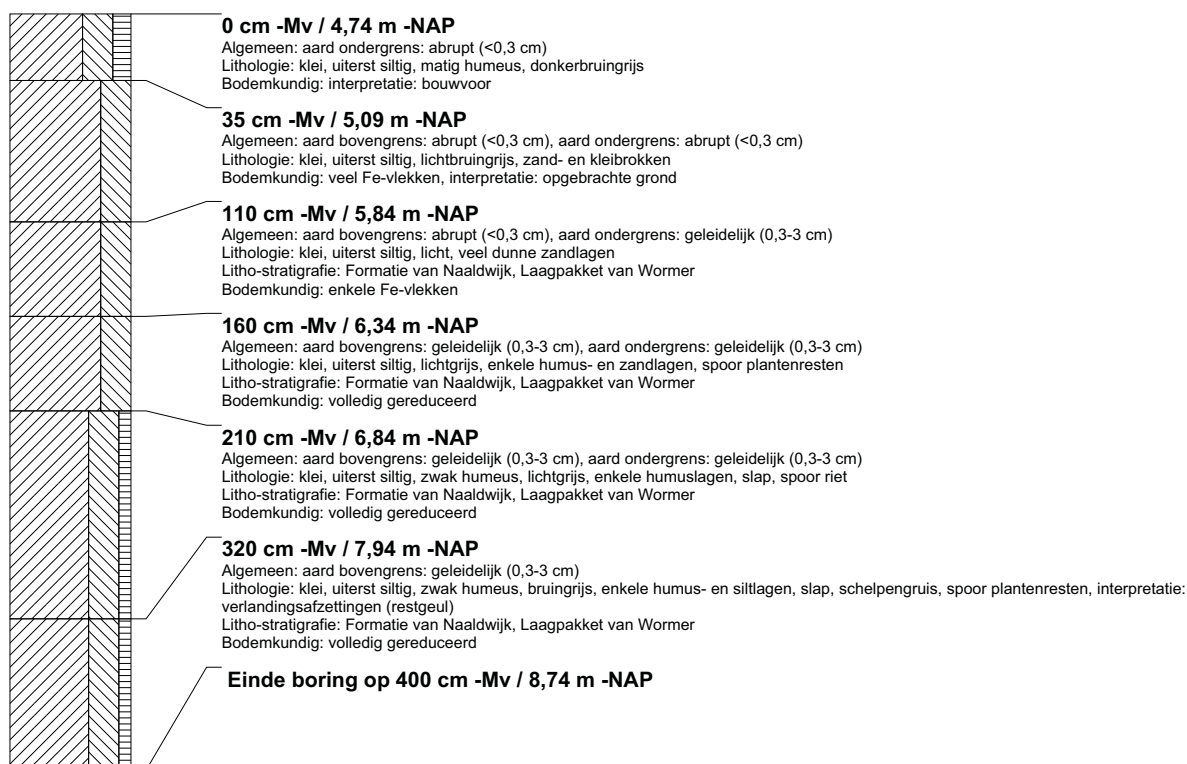 0 cm -Mv / 4,74 m -NAP
Algemeen: aard ondergrens: abrupt (<0,3 cm)
Lithologie: klei, uiterst siltig, matig humeus, donkerbruingrijs
Bodemkundig: interpretatie: bouwvoor
35 cm -Mv / 5,09 m -NAP
Algemeen: aard bovengrens: abrupt (<0,3 cm), aard ondergrens: abrupt (<0,3 cm)
Lithologie: klei, uiterst siltig, lichtbruingrijs, zand- en kleibrokken
Bodemkundig: veel Fe-vlekken, interpretatie: opgebrachte grond
110 cm -Mv / 5,84 m -NAP
Algemeen: aard bovengrens: abrupt (<0,3 cm), aard ondergrens: geleidelijk (0,3-3 cm)
Lithologie: klei, uiterst siltig, licht, veel dunne zandlagen
Litho-stratigrafie: Formatie van Naaldwijk, Laagpakket van Wormer
Bodemkundig: enkele Fe-vlekken
160 cm -Mv / 6,34 m -NAP
Algemeen: aard bovengrens: geleidelijk (0,3-3 cm), aard ondergrens: geleidelijk (0,3-3 cm)
Lithologie: klei, uiterst siltig, lichtgrijs, enkele humus- en zandlagen, spoor plantenresten
Litho-stratigrafie: Formatie van Naaldwijk, Laagpakket van Wormer
Bodemkundig: volledig gereduceerd
210 cm -Mv / 6,84 m -NAP
Algemeen: aard bovengrens: geleidelijk (0,3-3 cm), aard ondergrens: geleidelijk (0,3-3 cm)
Lithologie: klei, uiterst siltig, zwak humeus, lichtgrijs, enkele humuslagen, slap, spoor riet
Litho-stratigrafie: Formatie van Naaldwijk, Laagpakket van Wormer
Bodemkundig: volledig gereduceerd
320 cm -Mv / 7,94 m -NAP
Algemeen: aard bovengrens: geleidelijk (0,3-3 cm)
Lithologie: klei, uiterst siltig, zwak humeus, bruingrijs, enkele humus- en siltlagen, slap, schelpengruis, spoor plantenresten, interpretatie:
verlandingsafzettingen (restgeul)
Litho-stratigrafie: Formatie van Naaldwijk, Laagpakket van Wormer
Bodemkundig: volledig gereduceerd
Einde boring op 400 cm -Mv / 8,74 m -NAP